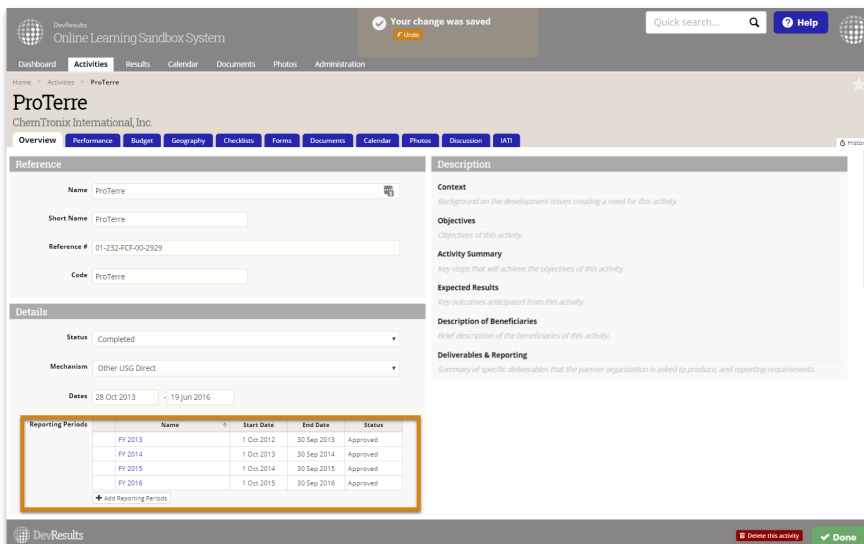 DevResults
Online Learning Sandbox System
Your change was saved
Undo
Quick search...
Help
Dashboard Activities Results Calendar Documents Photos Administration
Home Activities ProTerre
ProTerre
ChemTronix International, Inc.
Overview Performance Budget Geography Checklists Forms Documents Calendar Photos Discussion IATI
Histor
Reference
Name ProTerre
Short Name ProTerre
Reference # 01-232-FCF-00-2929
Code ProTerre
Details
Status Completed
Mechanism Other USG Direct
Dates 28 Oct 2013 - 19 Jun 2016
Reporting Periods Name Start Date End Date Status
FY 2013 1 Oct 2012 30 Sep 2013 Approved
FY 2014 1 Oct 2013 30 Sep 2014 Approved
FY 2015 1 Oct 2014 30 Sep 2015 Approved
FY 2016 1 Oct 2015 30 Sep 2016 Approved
+ Add Reporting Periods
Description
Context
Background on the development issues creating a need for this activity.
Objectives
Objectives of this activity.
Activity Summary
Key steps that will achieve the objectives of this activity.
Expected Results
Key outcomes anticipated from this activity.
Description of Beneficiaries
Brief description of the beneficiaries of this activity.
Deliverables & Reporting
Summary of specific deliverables that the partner organization is asked to produce, and reporting requirements.
DevResults
Delete this activity
Done